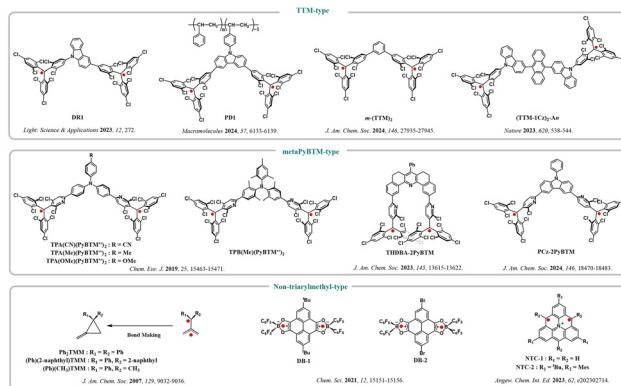 TTM-type
DR1
Light: Science & Applications 2023, 12, 272.
PD1
Macromolecules 2024, 57, 6133-6139.
m-(TTM)₂
J. Am. Chem. Soc. 2024, 146, 27935-27945.
(TTM-1Cz)₂-An
Nature 2023, 620, 538-544.
metaPyBTM-type
TPA(CN)(PyBTM'')₂ : R = CN
TPA(Me)(PyBTM'')₂ : R = Me
TPA(OMe)(PyBTM'')₂ : R = OMe
TPB(Me)(PyBTM'')₂
Chem. Eur. J. 2019, 25, 15463-15471.
THDBA-2PyBTM
J. Am. Chem. Soc. 2023, 145, 13615-13622.
PCz-2PyBTM
J. Am. Chem. Soc. 2024, 146, 18470-18483.
Non-triarylmethyl-type
Bond Making
Ph₂TMM : R₁ = R₂ = Ph
(Ph)(2-naphthyl)TMM : R₁ = Ph, R₂ = 2-naphthyl
(Ph)(CH₃)TMM : R₁ = Ph, R₂ = CH₃
J. Am. Chem. Soc. 2007, 129, 9032-9036.
DB-1
DB-2
Chem. Sci. 2021, 12, 15151-15156.
NTC-1 : R₁ = R₂ = H
NTC-2 : R₁ = ᵗBu, R₂ = Mes
Angew. Chem. Int. Ed. 2023, 62, e202302714.